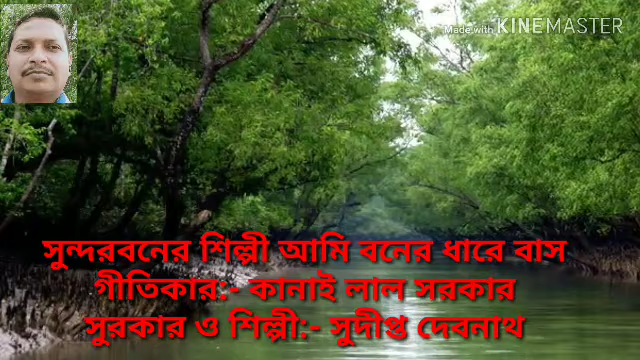 Made with KINEMASTER
সুন্দরবনের শিল্পী আমি বনের ধারে বাস
গীতিকার:- কানাই লাল সরকার
সুরকার ও শিল্পী:- সুদীপ্ত দেবনাথ